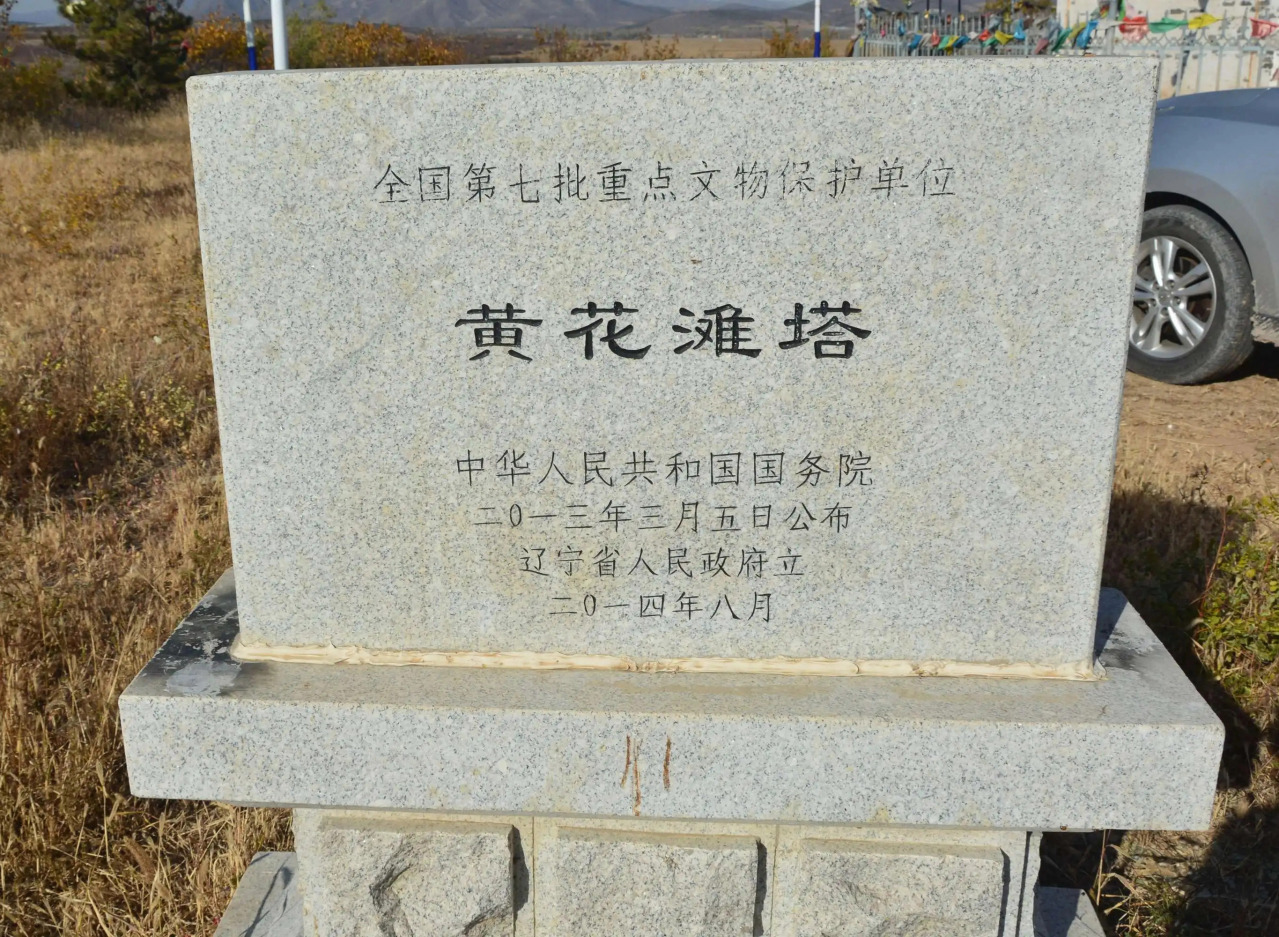 全国第七批重点文物保护单位
黄花滩塔
中华人民共和国国务院
二〇一三年三月五日公布
辽宁省人民政府立
二〇一四年八月